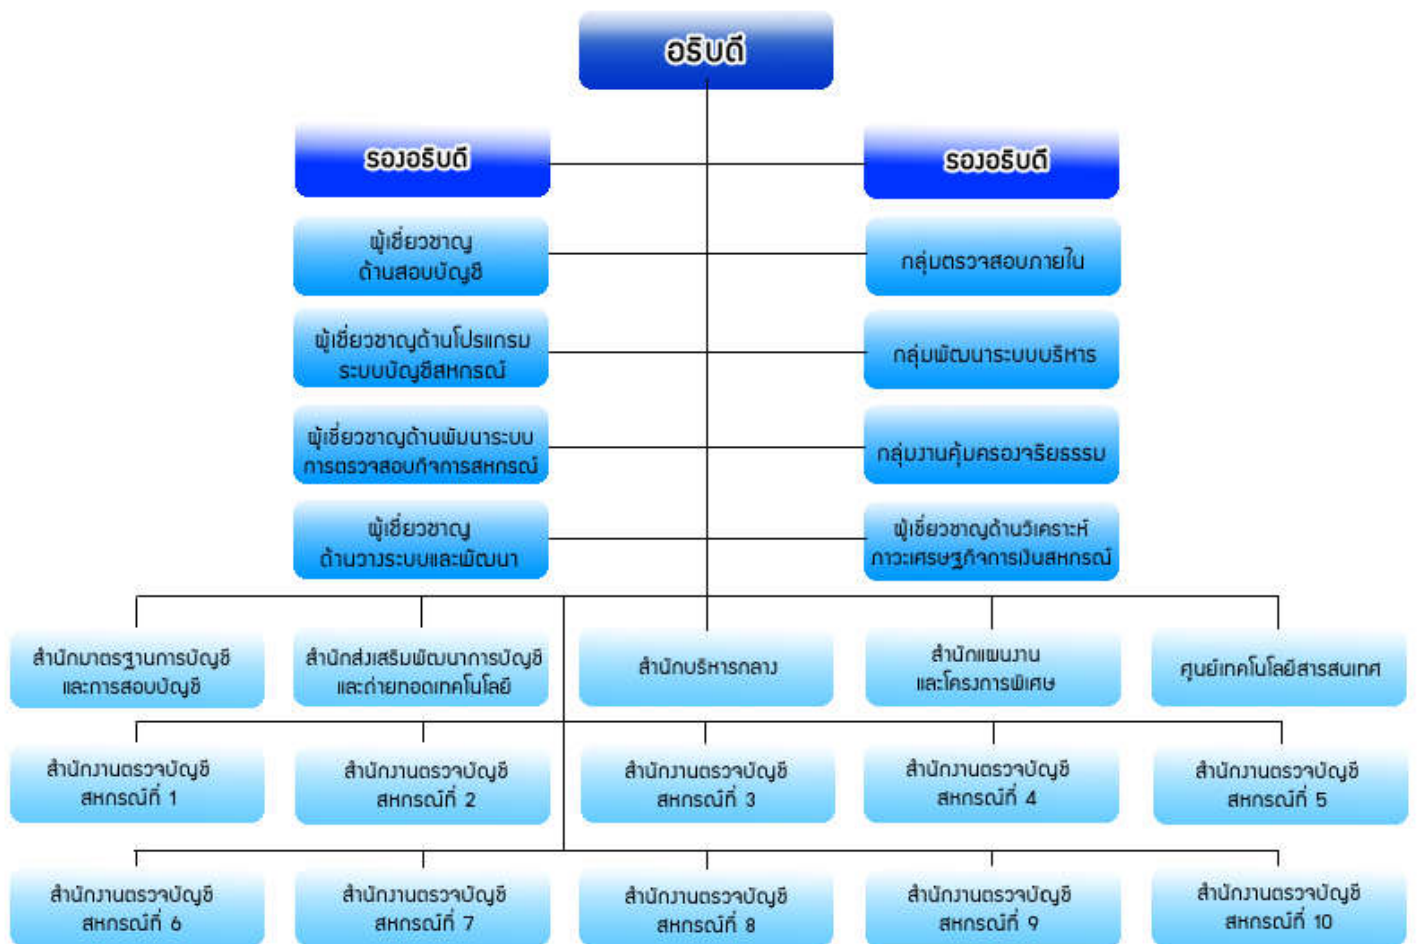 อธิบดี
รองอธิบดี
รองอธิบดี
ผู้เชี่ยวชาญ
ด้านสอบบัญชี
กลุ่มตรวจสอบภายใน
ผู้เชี่ยวชาญด้านโปรแกรม
ระบบบัญชีสหกรณ์
กลุ่มพัฒนาระบบบริหาร
ผู้เชี่ยวชาญด้านพัมนาระบบ
การตรวจสอบกิจการสหกรณ์
กลุ่มงานคุ้มครองจริยธรรม
ผู้เชี่ยวชาญ
ด้านวางระบบและพัฒนา
ผู้เชี่ยวชาญด้านวิเคราะห์
ภาวะเศรษฐกิจการเงินสหกรณ์
สำนักมาตรฐานการบัญชี
และการสอบบัญชี
สำนักส่งเสริมพัฒนาการบัญชี
และถ่ายทอดเทคโนโลยี
สำนักบริหารกลาง
สำนักแผนงาน
และโครงการพิเศษ
ศูนย์เทคโนโลยีสารสนเทศ
สำนักงานตรวจบัญชี
สหกรณ์ที่ 1
สำนักงานตรวจบัญชี
สหกรณ์ที่ 2
สำนักงานตรวจบัญชี
สหกรณ์ที่ 3
สำนักงานตรวจบัญชี
สหกรณ์ที่ 4
สำนักงานตรวจบัญชี
สหกรณ์ที่ 5
สำนักงานตรวจบัญชี
สหกรณ์ที่ 6
สำนักงานตรวจบัญชี
สหกรณ์ที่ 7
สำนักงานตรวจบัญชี
สหกรณ์ที่ 8
สำนักงานตรวจบัญชี
สหกรณ์ที่ 9
สำนักงานตรวจบัญชี
สหกรณ์ที่ 10